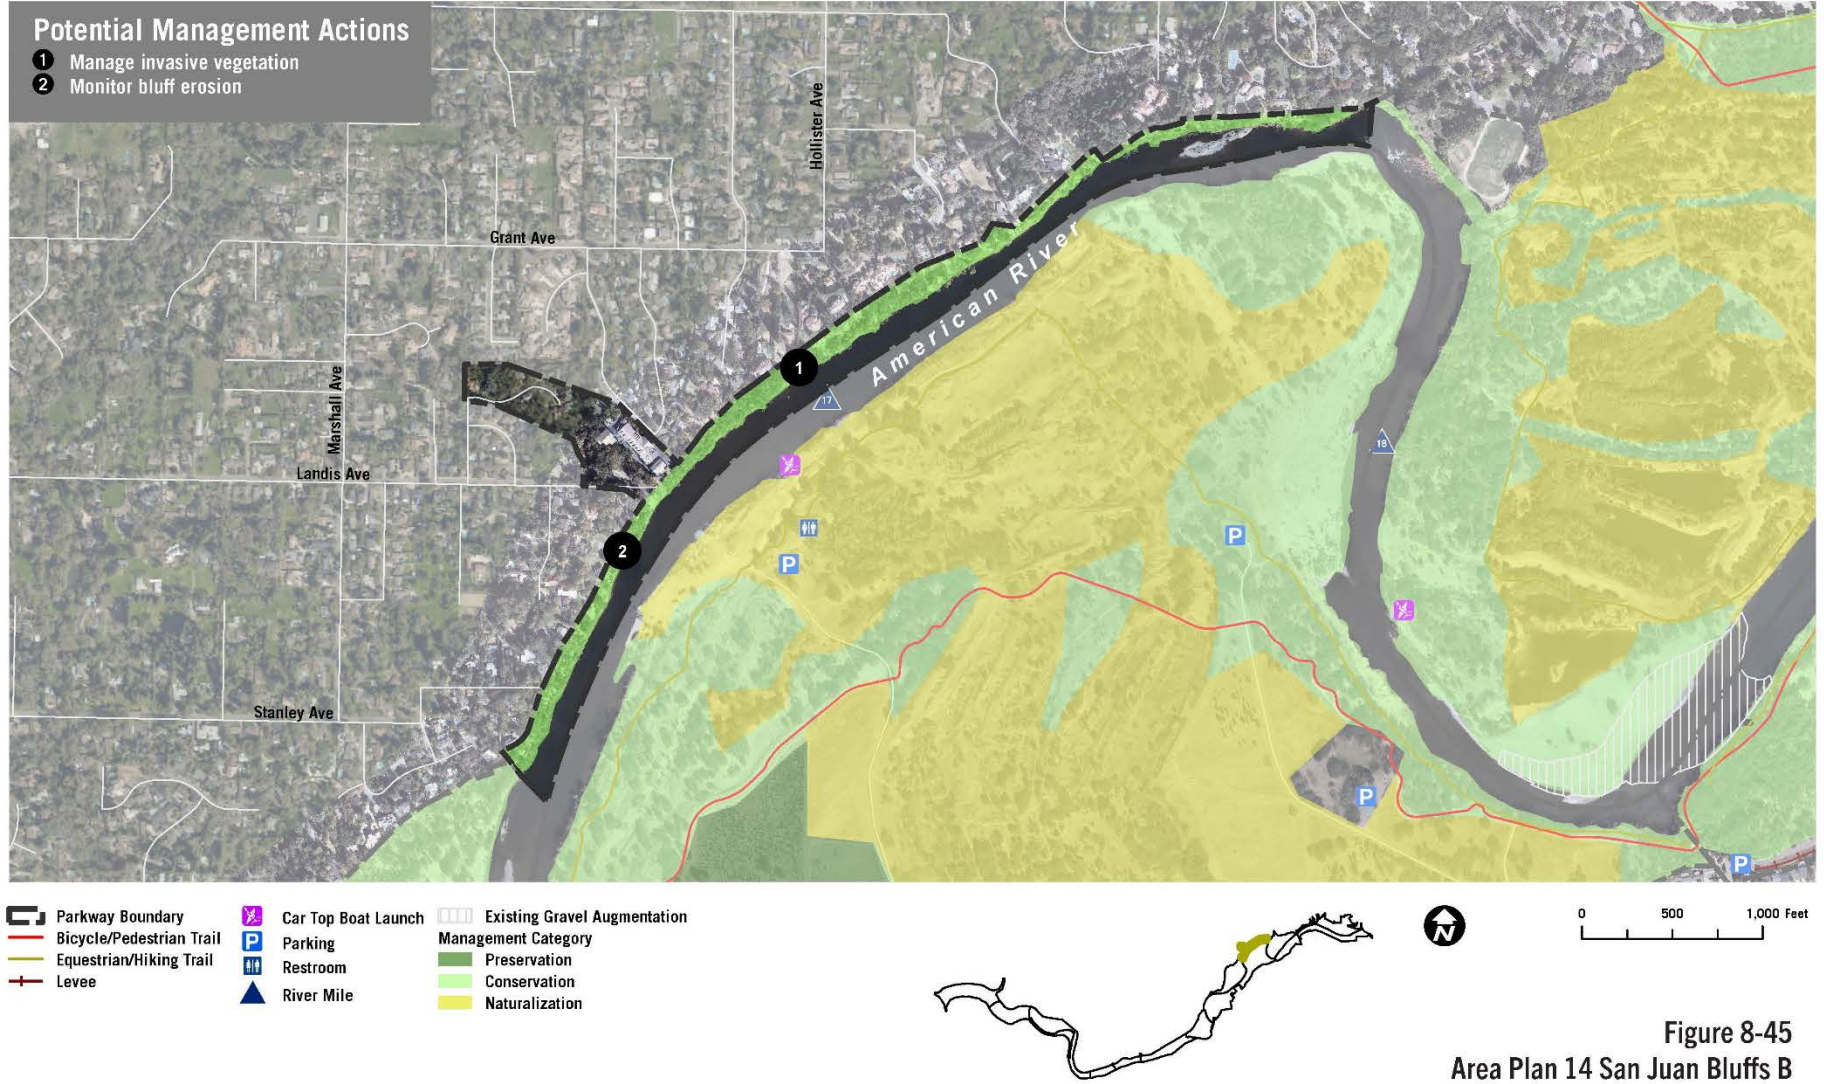 Potential Management Actions
1 Manage invasive vegetation
2 Monitor bluff erosion
Hollister Ave
Grant Ave
American River
1
17
Marshall Ave
18
Landis Ave
P
2
P
Stanley Ave
P
P
Parkway Boundary
Bicycle/Pedestrian Trail
Equestrian/Hiking Trail
Levee
Car Top Boat Launch
P Parking
Restroom
River Mile
Existing Gravel Augmentation
Management Category
Preservation
Conservation
Naturalization
N
0 500 1,000 Feet
Figure 8-45
Area Plan 14 San Juan Bluffs B